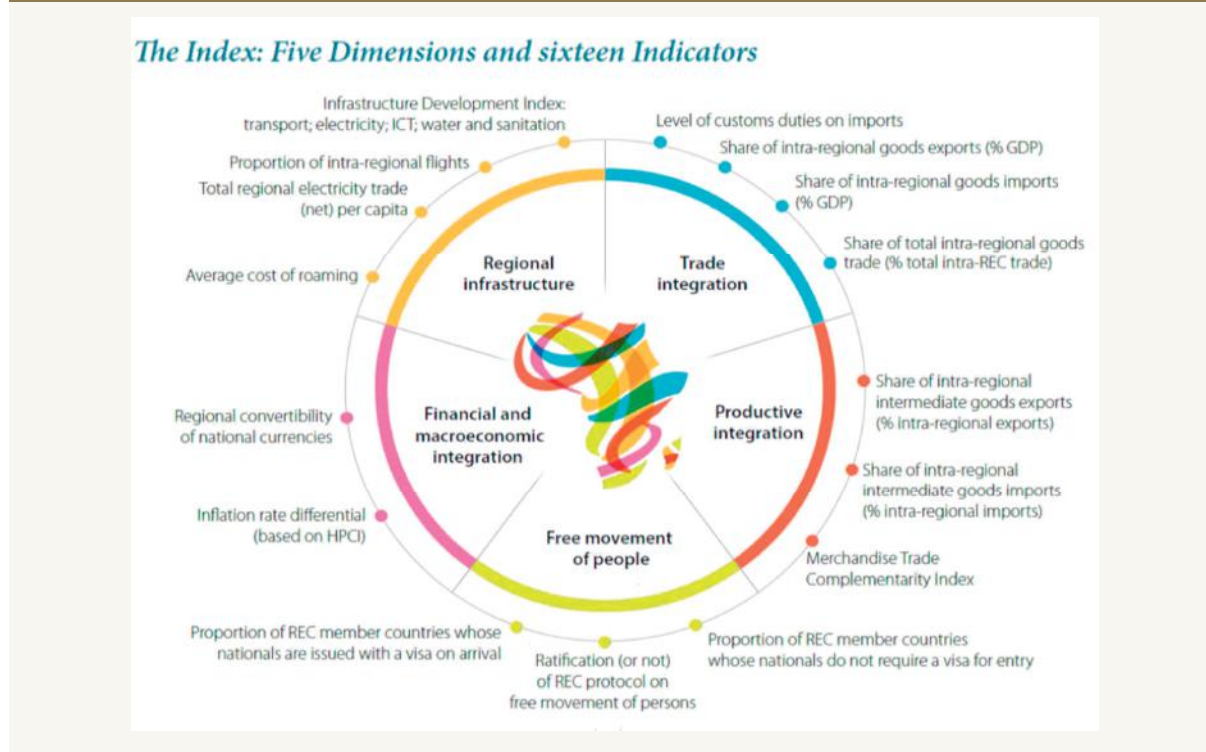 The Index: Five Dimensions and sixteen Indicators
Infrastructure Development Index:
transport; electricity; ICT; water and sanitation
Proportion of intra-regional flights
Total regional electricity trade
(net) per capita
Average cost of roaming
Regional
infrastructure
Level of customs duties on imports
Share of intra-regional goods exports (% GDP)
Share of intra-regional goods imports
(% GDP)
Share of total intra-regional goods
trade (% total intra-REC trade)
Trade
integration
Share of intra-regional
intermediate goods exports
(% intra-regional exports)
Share of intra-regional
intermediate goods imports
(% intra-regional imports)
Merchandise Trade
Complementarity Index
Productive
integration
Regional convertibility
of national currencies
Inflation rate differential
(based on HPCI)
Financial and
macroeconomic
integration
Free movement
of people
Proportion of REC member countries whose
nationals are issued with a visa on arrival
Ratification (or not)
of REC protocol on
free movement of persons
Proportion of REC member countries
whose nationals do not require a visa for entry